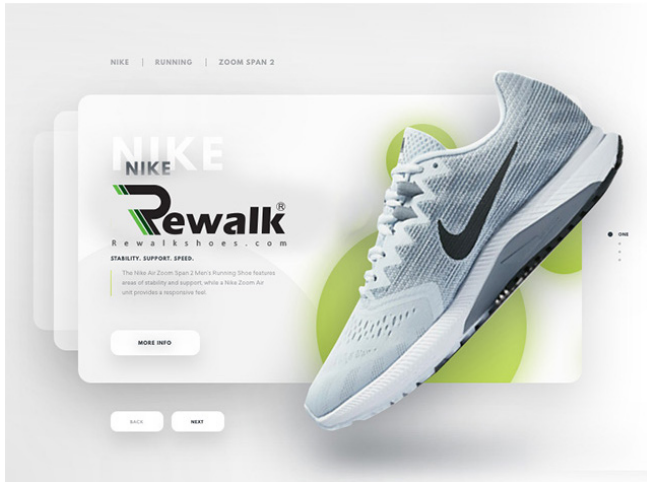 NIKE | RUNNING | ZOOM SPAN 2
NIKE
NIKE
Rewalk®
Rewalkshoes.com
STABILITY. SUPPORT. SPEED.
The Nike Air Zoom Span 2 Men's Running Shoe features
areas of stability and support, while a Nike Zoom Air
unit provides a responsive feel.
MORE INFO
ONE
BACK
NEXT